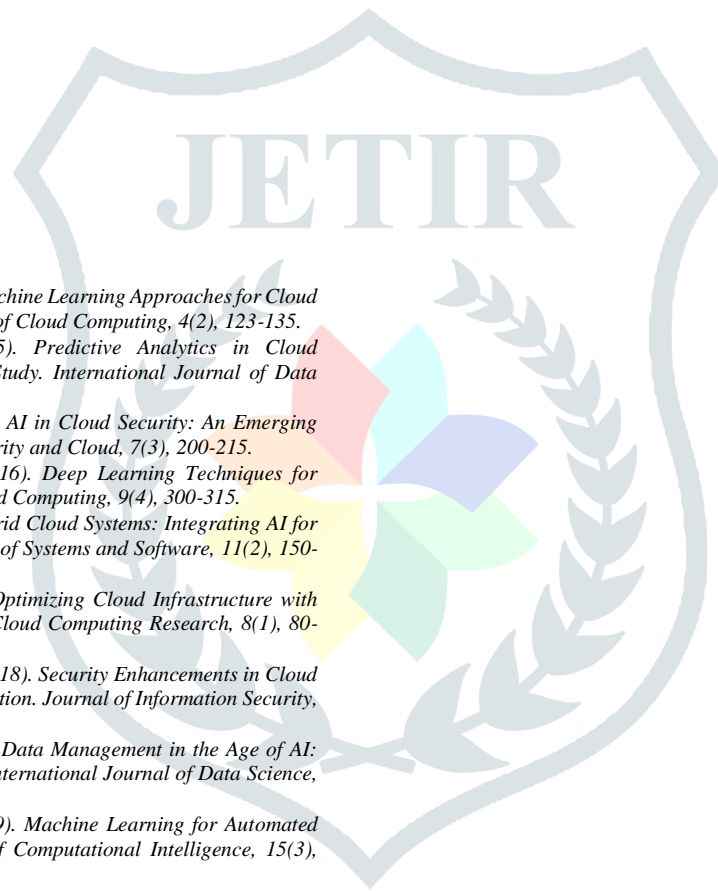 JETIR
chine Learning Approaches for Cloud
of Cloud Computing, 4(2), 123-135.
5). Predictive Analytics in Cloud
Study. International Journal of Data
AI in Cloud Security: An Emerging
rity and Cloud, 7(3), 200-215.
16). Deep Learning Techniques for
d Computing, 9(4), 300-315.
rid Cloud Systems: Integrating AI for
of Systems and Software, 11(2), 150-
Optimizing Cloud Infrastructure with
Cloud Computing Research, 8(1), 80-
18). Security Enhancements in Cloud
tion. Journal of Information Security,
Data Management in the Age of AI:
nternational Journal of Data Science,
9). Machine Learning for Automated
f Computational Intelligence, 15(3),